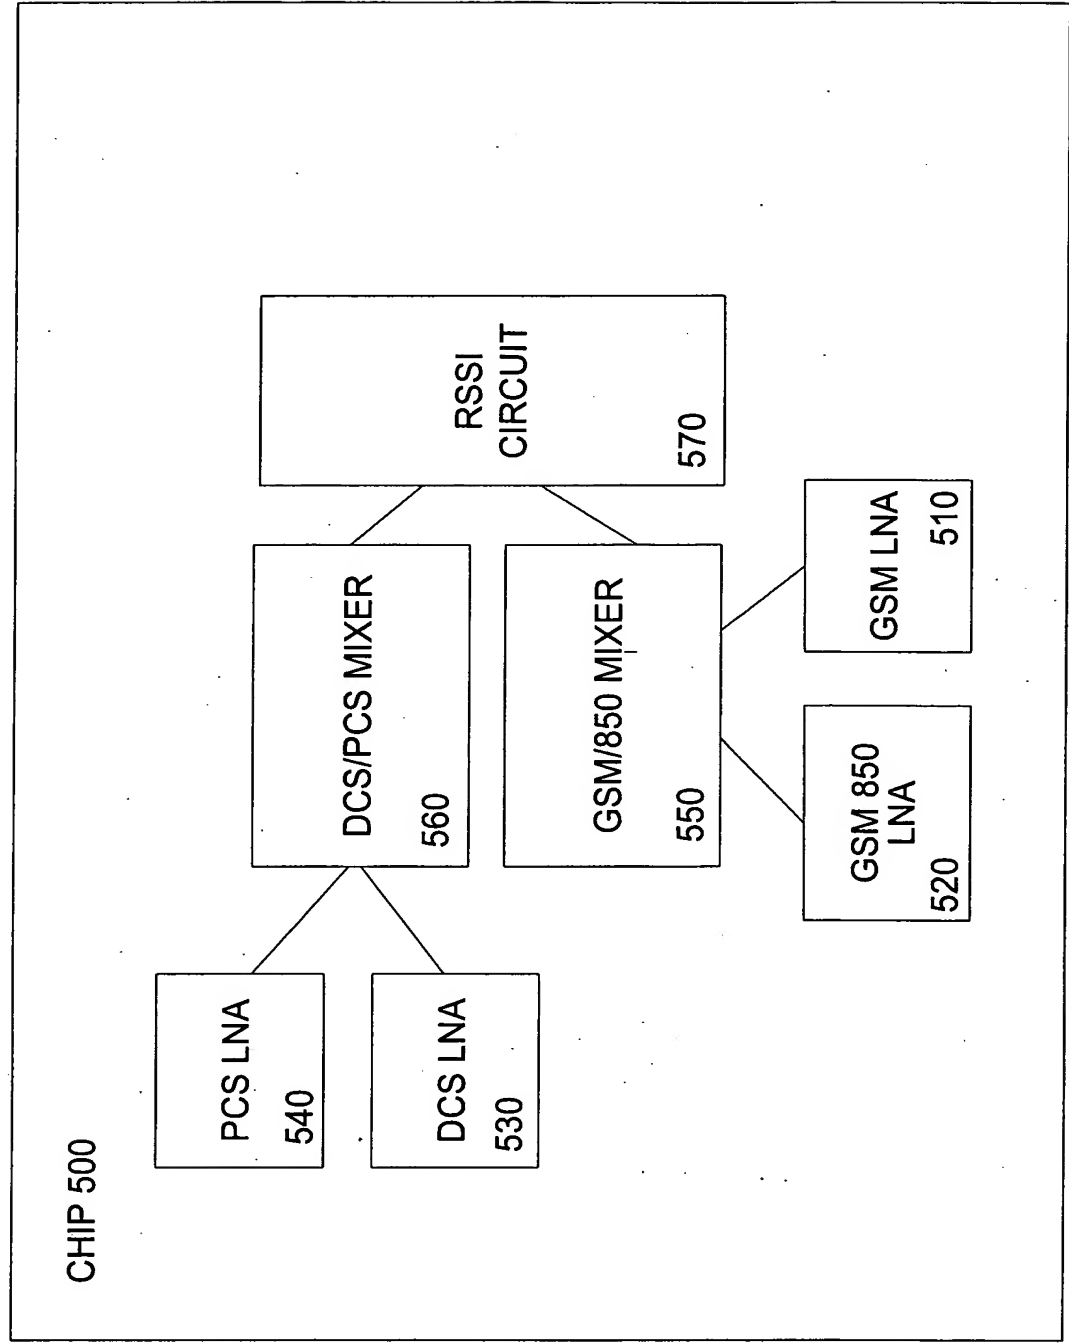 CHIP 500
PCS LNA
540
DCS LNA
530
DCS/PCS MIXER
560
GSM/850 MIXER
550
RSSI
CIRCUIT
570
GSM 850
LNA
520
GSM LNA
510